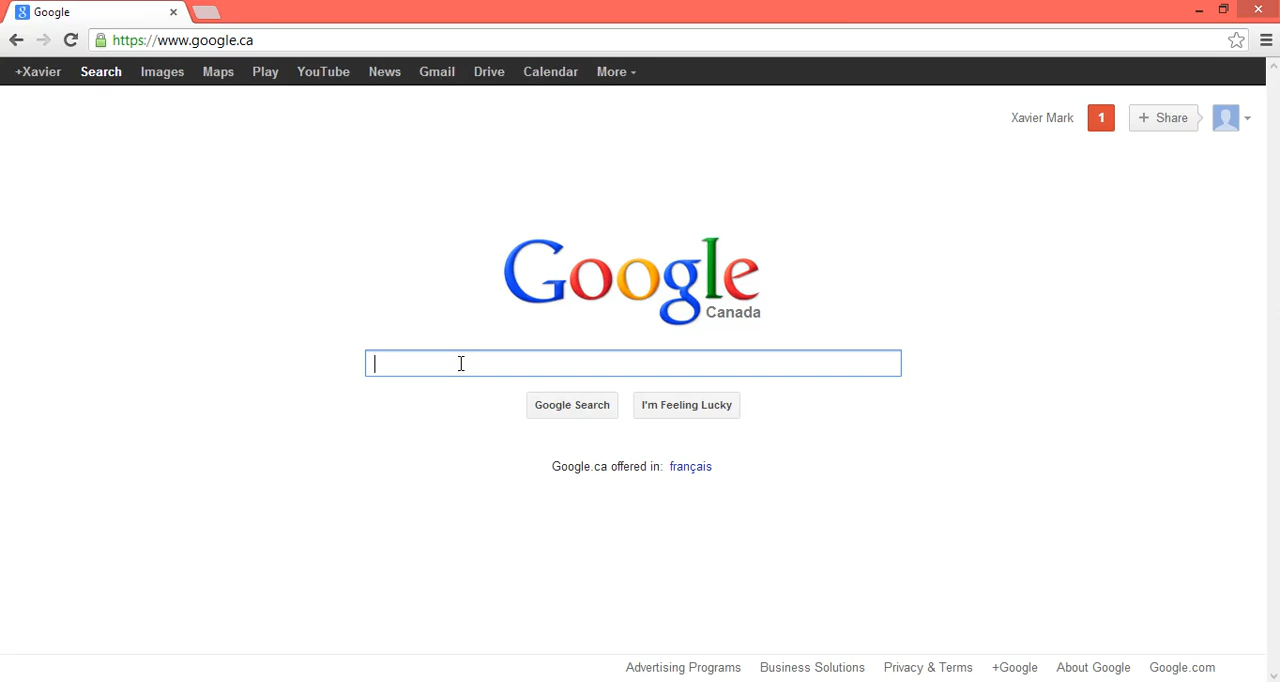 Google
https://www.google.ca
+Xavier Search Images Maps Play YouTube News Gmail Drive Calendar More
Xavier Mark 1 + Share
Google
Canada
Google Search I'm Feeling Lucky
Google.ca offered in: français
Advertising Programs Business Solutions Privacy & Terms +Google About Google Google.com